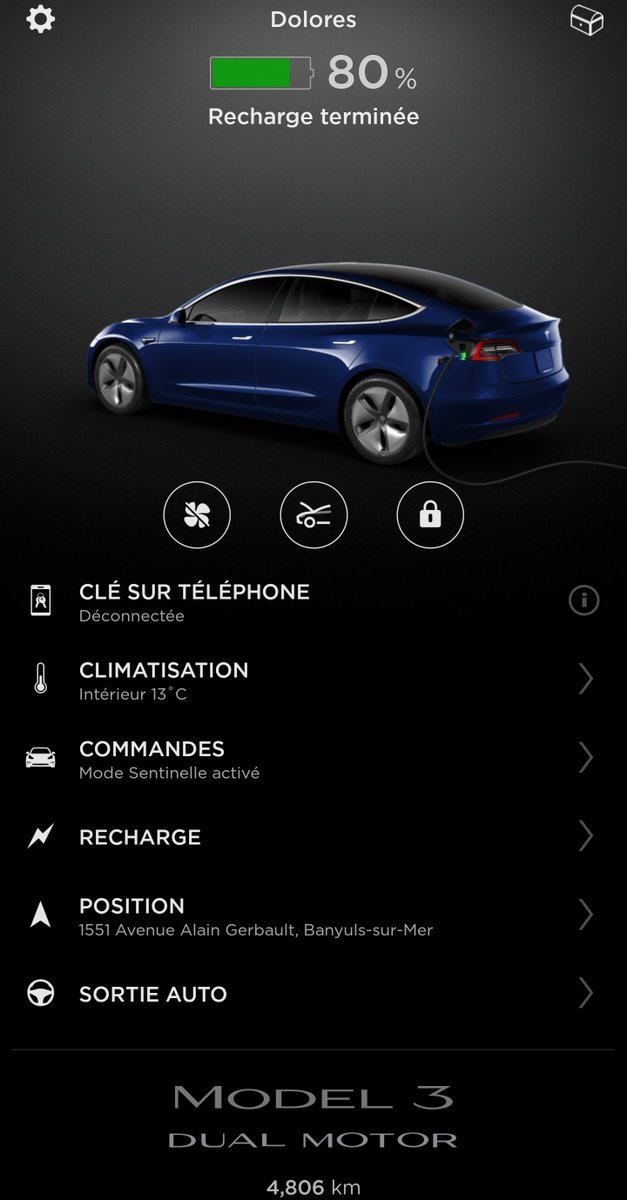 Dolores
80 %
Recharge terminée
CLÉ SUR TÉLÉPHONE
Déconnectée
CLIMATISATION
Intérieur 13°C
COMMANDES
Mode Sentinelle activé
RECHARGE
POSITION
1551 Avenue Alain Gerbault, Banyuls-sur-Mer
SORTIE AUTO
MODEL 3
DUAL MOTOR
4,806 km